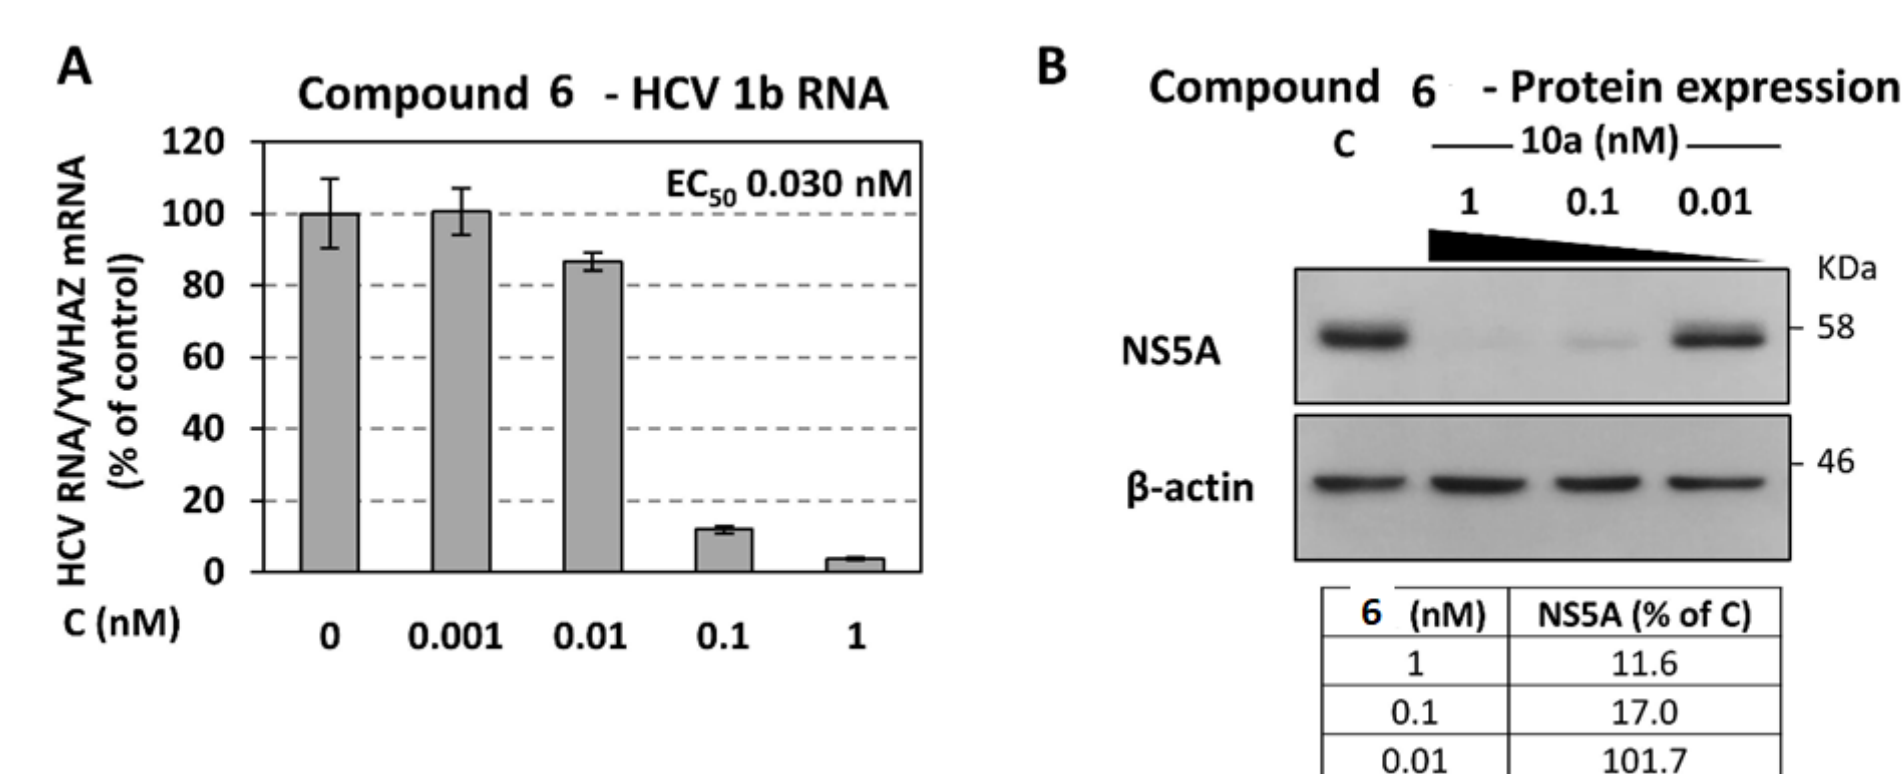 A
Compound 6 - HCV 1b RNA
HCV RNA/YWHAZ mRNA
(% of control)
120
100
80
60
40
20
0
EC50 0.030 nM
C (nM)
0 0.001 0.01 0.1 1
B
Compound 6 - Protein expression
C 10a (nM)
1 0.1 0.01
KDa
58
NS5A
46
β-actin
6 (nM) NS5A (% of C)
1 11.6
0.1 17.0
0.01 101.7